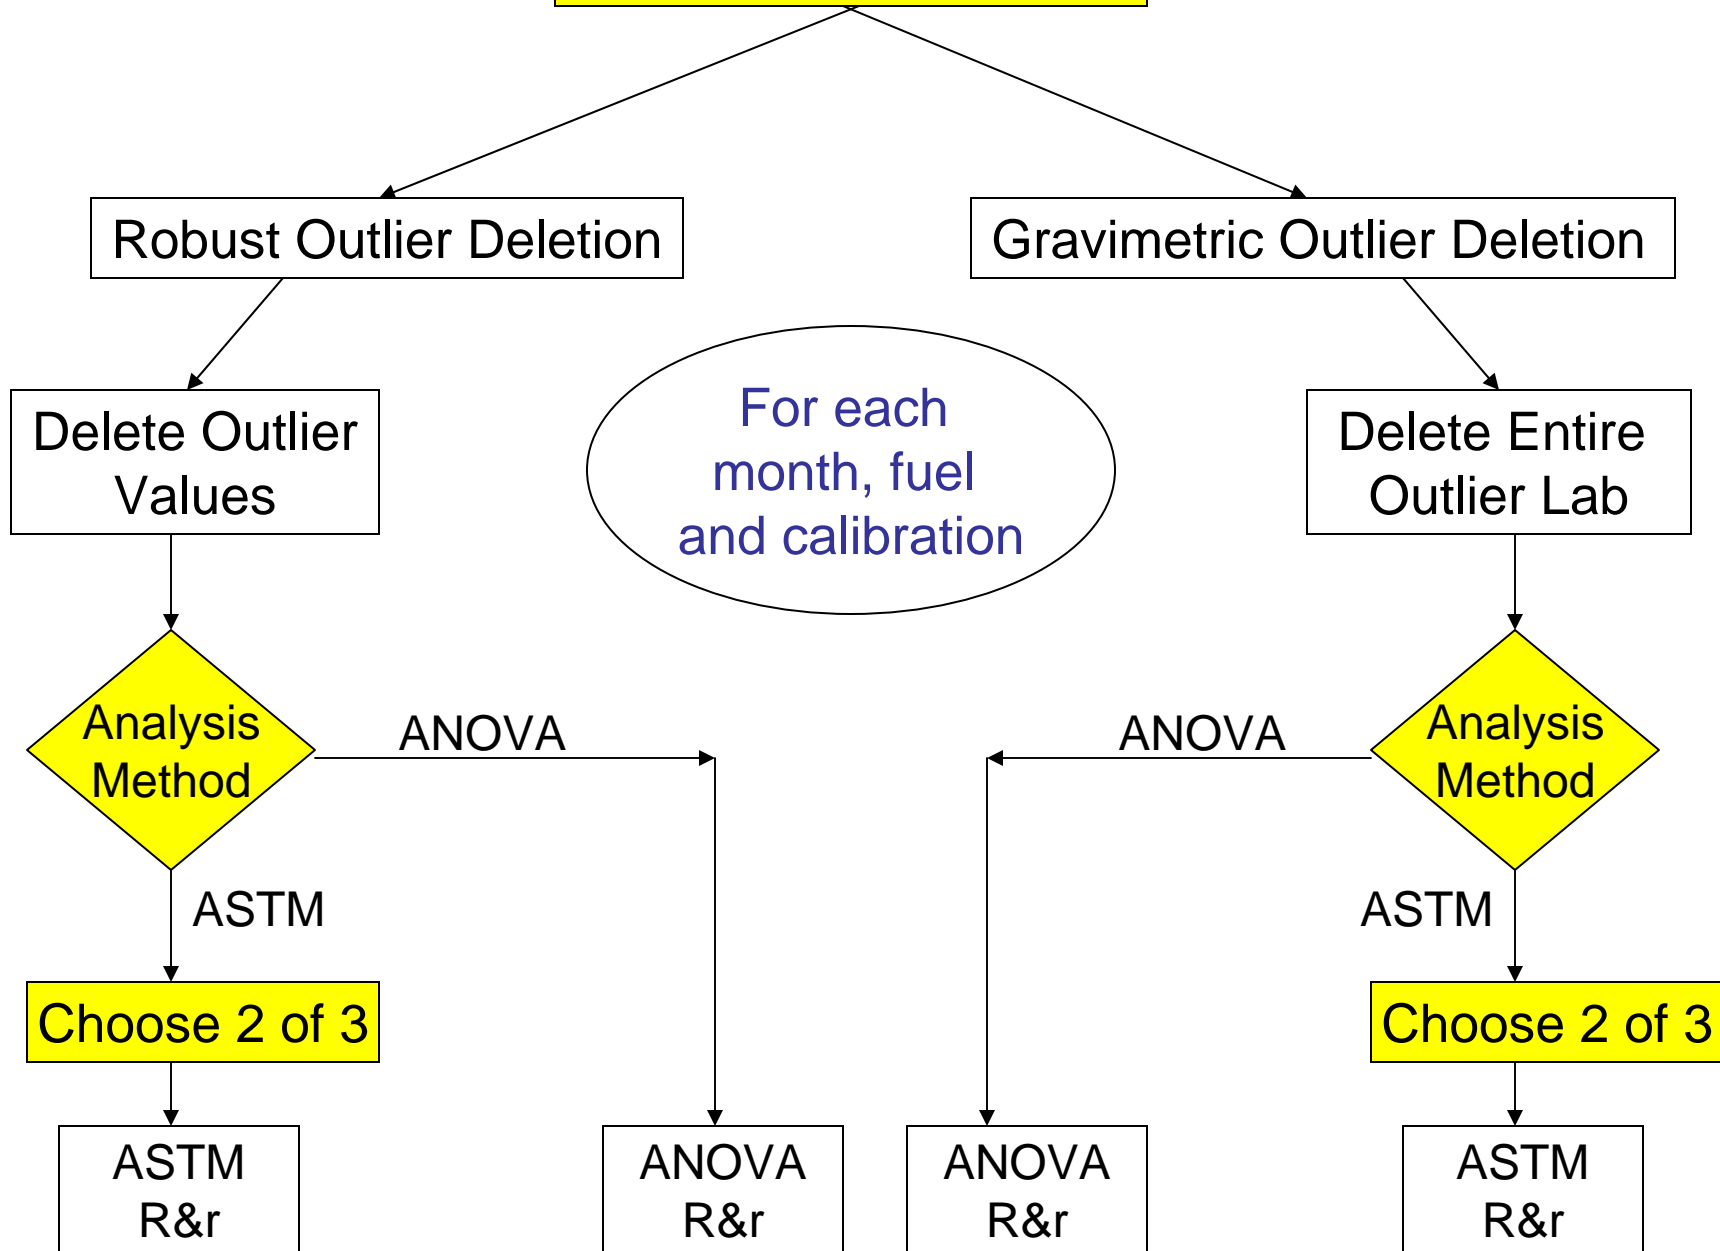 Robust Outlier Deletion
Gravimetric Outlier Deletion
Delete Outlier
Values
For each
month, fuel
and calibration
Delete Entire
Outlier Lab
Analysis
Method
ANOVA
ANOVA
Analysis
Method
ASTM
ASTM
Choose 2 of 3
Choose 2 of 3
ASTM
R&r
ANOVA
R&r
ANOVA
R&r
ASTM
R&r